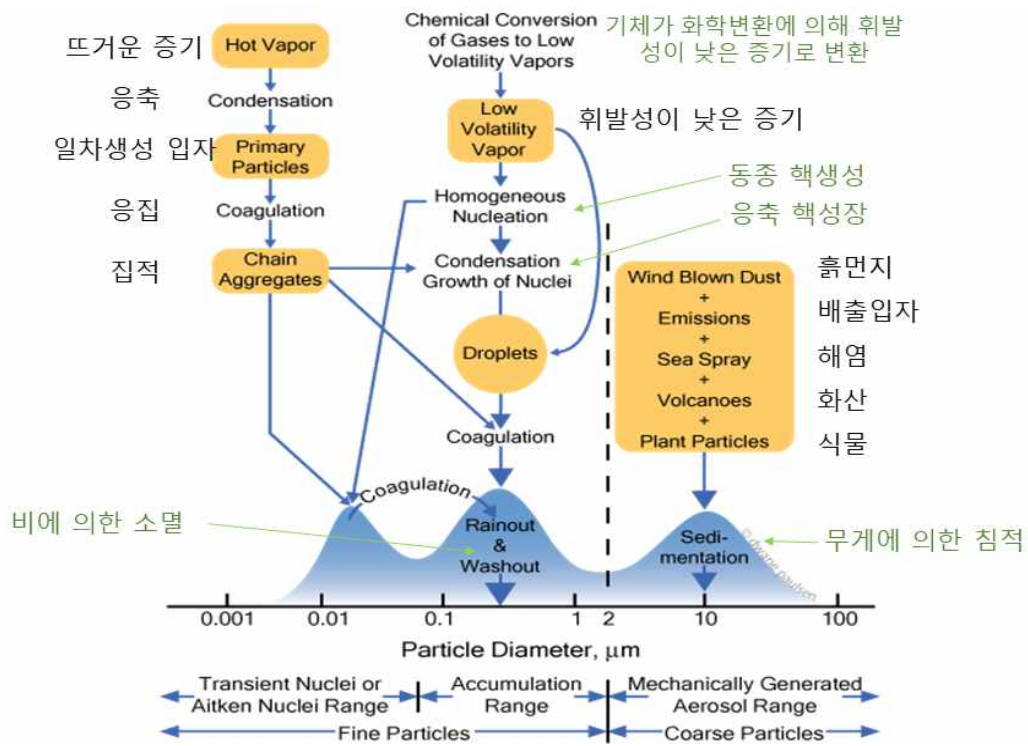 뜨거운 증기
Hot Vapor
응축
Condensation
일차생성 입자
Primary
Particles
응집
Coagulation
집적
Chain
Aggregates
Chemical Conversion
of Gases to Low
Volatility Vapors
기체가 화학변환에 의해 휘발
성이 낮은 증기로 변환
Low
Volatility
Vapor
휘발성이 낮은 증기
Homogeneous
Nucleation
동종 핵생성
응축 핵성장
Condensation
Growth of Nuclei
Droplets
Coagulation
Wind Blown Dust
+
Emissions
+
Sea Spray
+
Volcanoes
+
Plant Particles
흙먼지
배출입자
해염
화산
식물
Coagulation
비에 의한 소멸
Rainout
&
Washout
Sedi-
mentation
무게에 의한 침적
© dwane paulsen
0.001 0.01 0.1 1 2 10 100
Particle Diameter, µm
Transient Nuclei or
Aitken Nuclei Range
Accumulation
Range
Mechanically Generated
Aerosol Range
Fine Particles
Coarse Particles